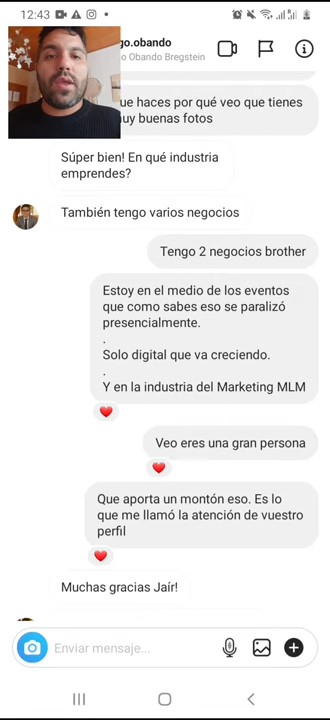 12:43
go.obando
o Obando Bregstein
ue haces por qué veo que tienes
uy buenas fotos
Súper bien! En qué industria
emprendes?
También tengo varios negocios
Tengo 2 negocios brother
Estoy en el medio de los eventos
que como sabes eso se paralizó
presencialmente.
.
Solo digital que va creciendo.
.
Y en la industria del Marketing MLM
Veo eres una gran persona
Que aporta un montón eso. Es lo
que me llamó la atención de vuestro
perfil
Muchas gracias Jaír!
Enviar mensaje...